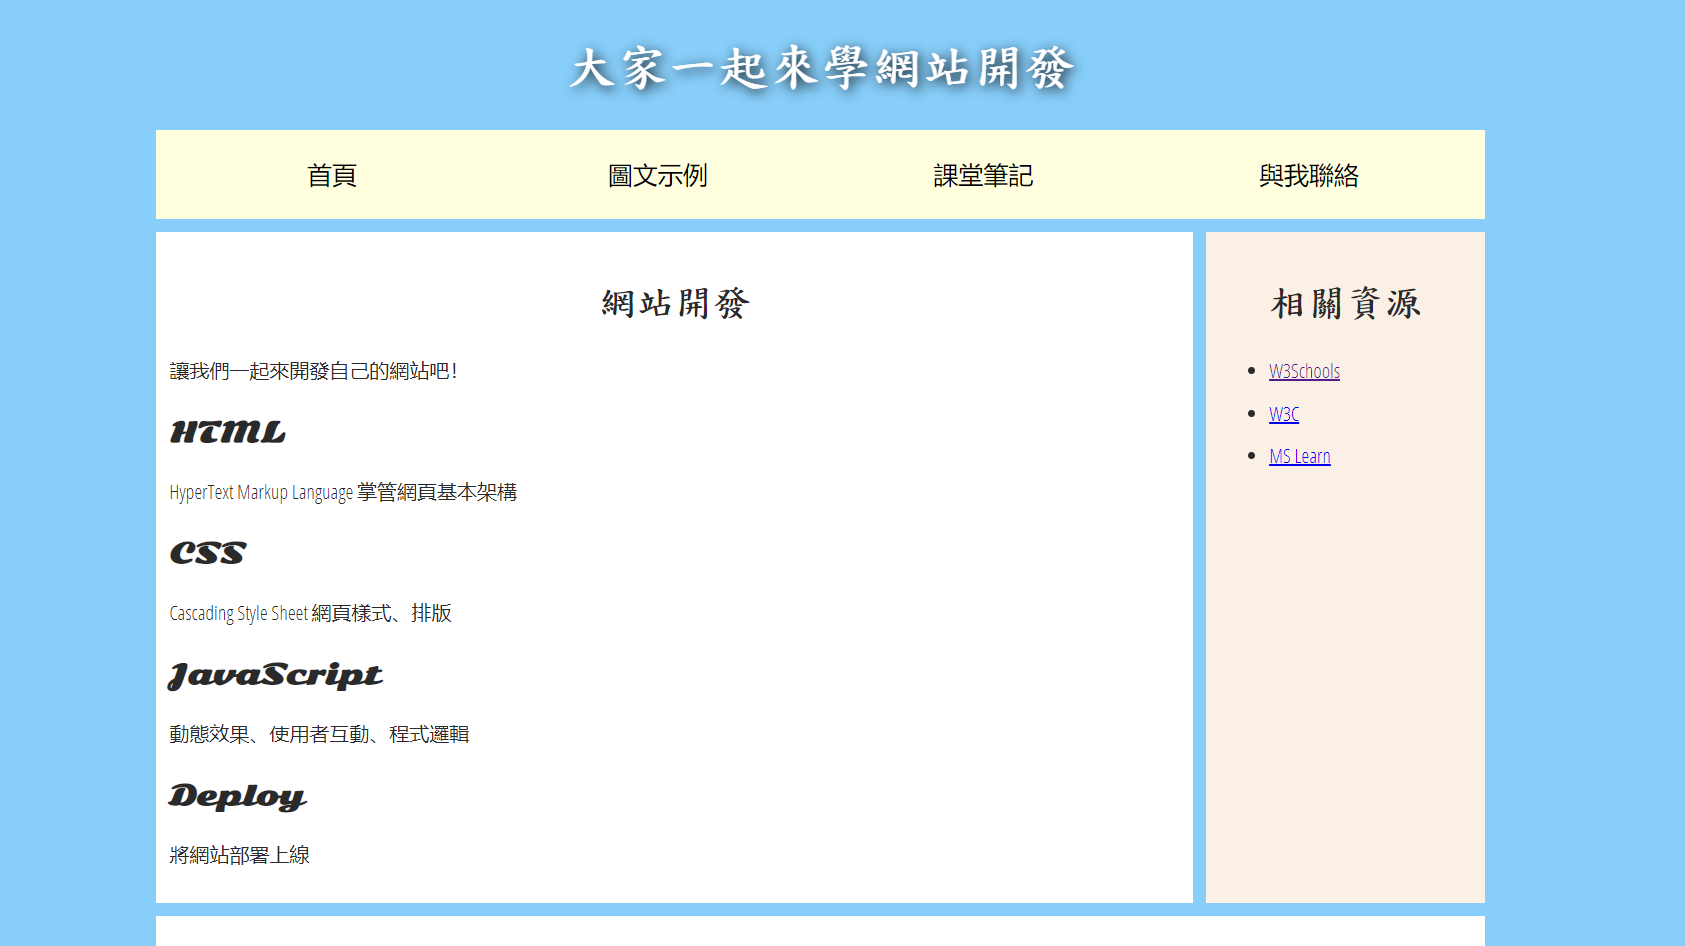 大家一起來學網站開發
首頁 圖文示例 課堂筆記 與我聯絡
網站開發
讓我們一起來開發自己的網站吧！
HTML
HyperText Markup Language 掌管網頁基本架構
CSS
Cascading Style Sheet 網頁樣式、排版
JavaScript
動態效果、使用者互動、程式邏輯
Deploy
將網站部署上線
相關資源
W3Schools
W3C
MS Learn